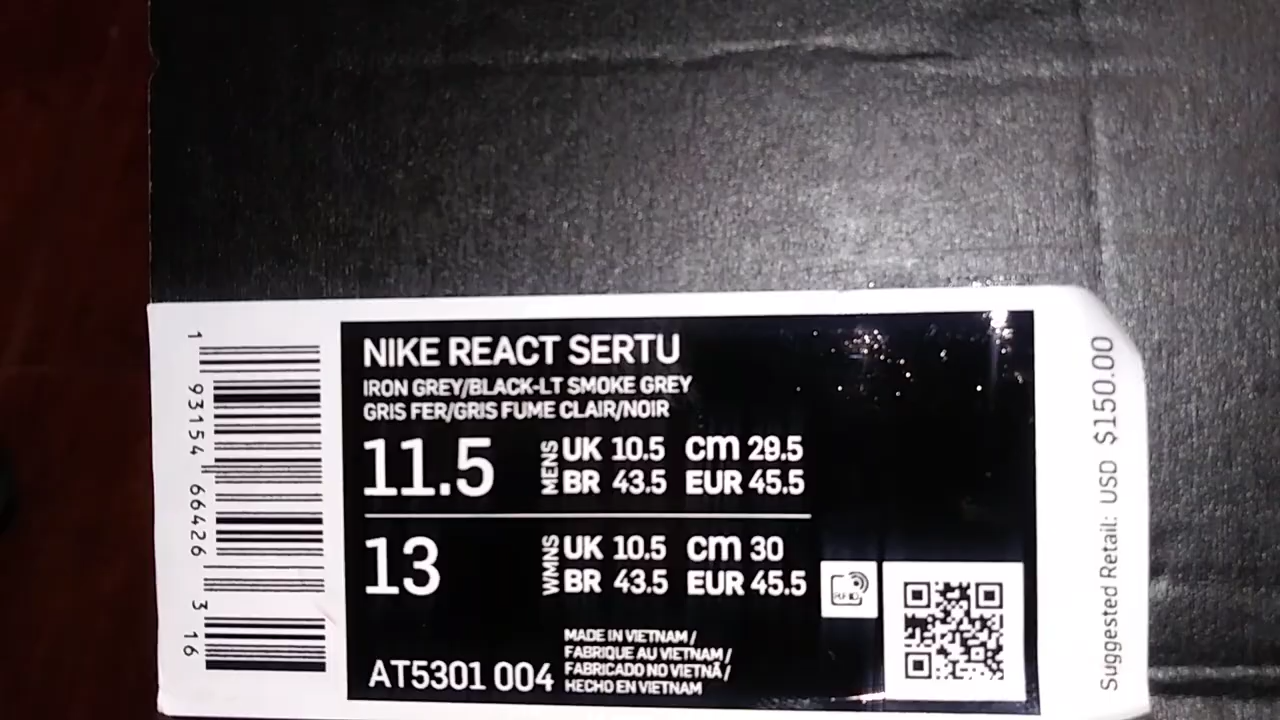 1 93154 66426 3 16
NIKE REACT SERTU
IRON GREY/BLACK-LT SMOKE GREY
GRIS FER/GRIS FUME CLAIR/NOIR
11.5 MENS UK 10.5 cm 29.5
BR 43.5 EUR 45.5
13 WMNS UK 10.5 cm 30
BR 43.5 EUR 45.5
AT5301 004
MADE IN VIETNAM /
FABRIQUE AU VIETNAM /
FABRICADO NO VIETNÃ /
HECHO EN VIETNAM
RFID
Suggested Retail: USD $150.00